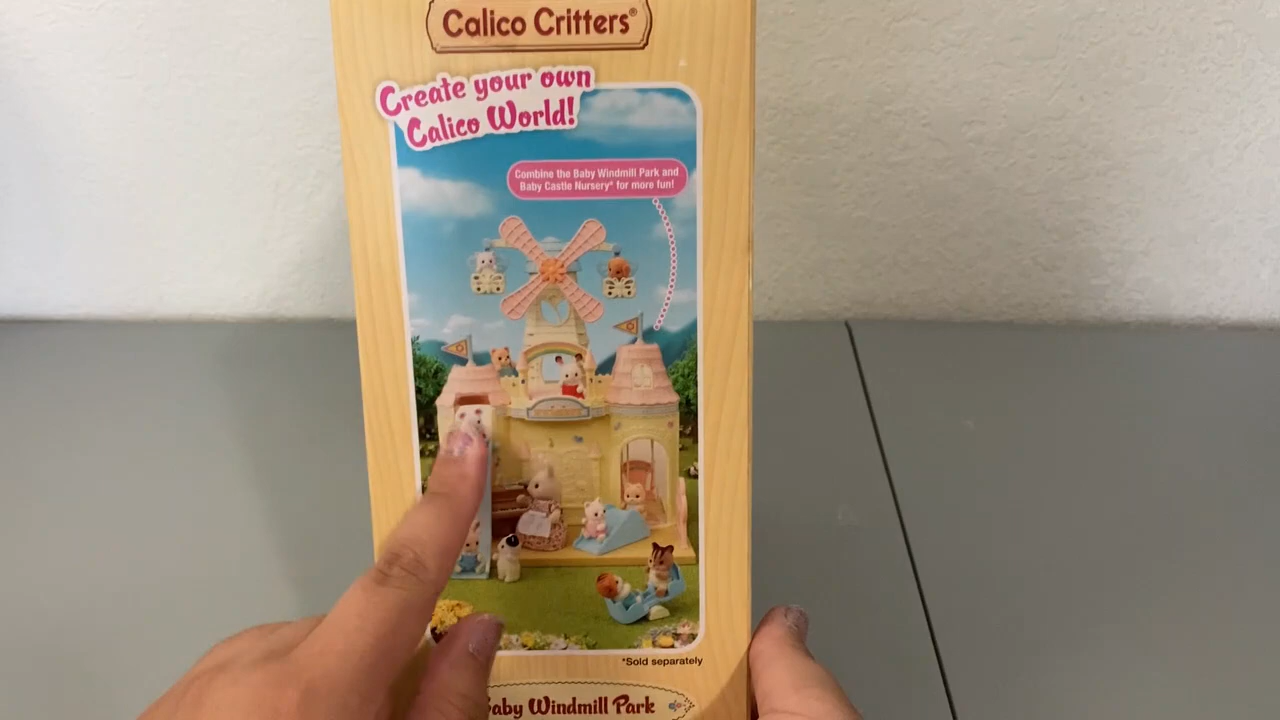 Calico Critters®
Create your own
Calico World!
Combine the Baby Windmill Park and
Baby Castle Nursery* for more fun!
*Sold separately
Baby Windmill Park